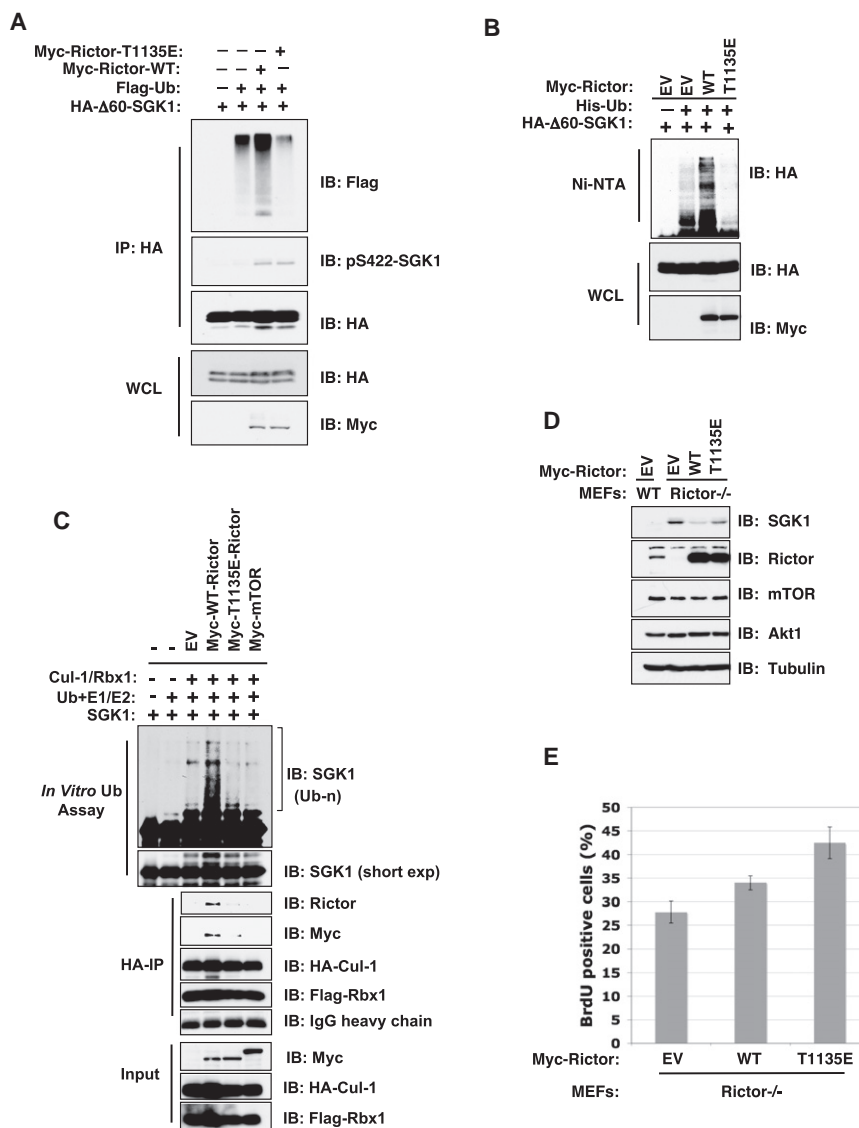 A
Myc-Rictor-T1135E: – – – +
Myc-Rictor-WT: – – + –
Flag-Ub: – + + +
HA-Δ60-SGK1: + + + +
IP: HA
IB: Flag
IB: pS422-SGK1
IB: HA
WCL
IB: HA
IB: Myc
B
Myc-Rictor: EV EV WT T1135E
His-Ub: – + + +
HA-Δ60-SGK1: + + + +
Ni-NTA
IB: HA
WCL
IB: HA
IB: Myc
C
- - EV Myc-WT-Rictor Myc-T1135E-Rictor Myc-mTOR
Cul-1/Rbx1: - - + + + +
Ub+E1/E2: - + + + + +
SGK1: + + + + + +
In Vitro Ub
Assay
IB: SGK1
(Ub-n)
IB: SGK1 (short exp)
HA-IP
IB: Rictor
IB: Myc
IB: HA-Cul-1
IB: Flag-Rbx1
IB: IgG heavy chain
Input
IB: Myc
IB: HA-Cul-1
IB: Flag-Rbx1
D
Myc-Rictor: EV EV WT T1135E
MEFs: WT Rictor-/-
IB: SGK1
IB: Rictor
IB: mTOR
IB: Akt1
IB: Tubulin
E
BrdU positive cells (%)
50
45
40
35
30
25
20
15
10
5
0
Myc-Rictor: EV WT T1135E
MEFs: Rictor-/-